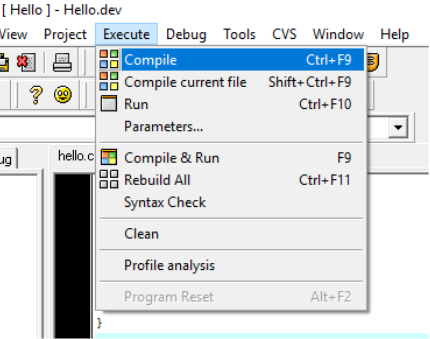 [ Hello ] - Hello.dev
View Project Execute Debug Tools CVS Window Help
Compile Ctrl+F9
Compile current file Shift+Ctrl+F9
Run Ctrl+F10
Parameters...
ug hello.c
Compile & Run F9
Rebuild All Ctrl+F11
Syntax Check
Clean
Profile analysis
Program Reset Alt+F2
}